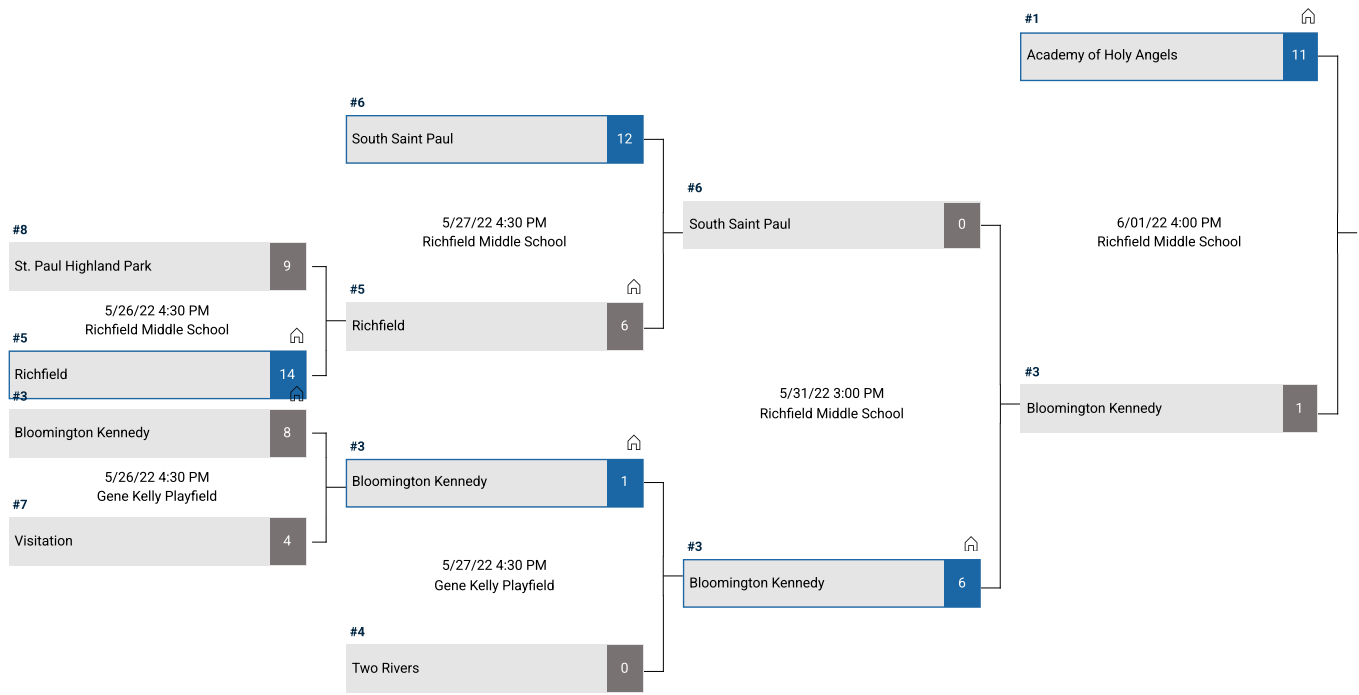 #8
St. Paul Highland Park 9
5/26/22 4:30 PM
Richfield Middle School
#5
Richfield 14
#3
Bloomington Kennedy 8
5/26/22 4:30 PM
Gene Kelly Playfield
#7
Visitation 4
#6
South Saint Paul 12
5/27/22 4:30 PM
Richfield Middle School
#5
Richfield 6
#3
Bloomington Kennedy 1
5/27/22 4:30 PM
Gene Kelly Playfield
#4
Two Rivers 0
#6
South Saint Paul 0
5/31/22 3:00 PM
Richfield Middle School
#3
Bloomington Kennedy 6
#1
Academy of Holy Angels 11
6/01/22 4:00 PM
Richfield Middle School
#3
Bloomington Kennedy 1